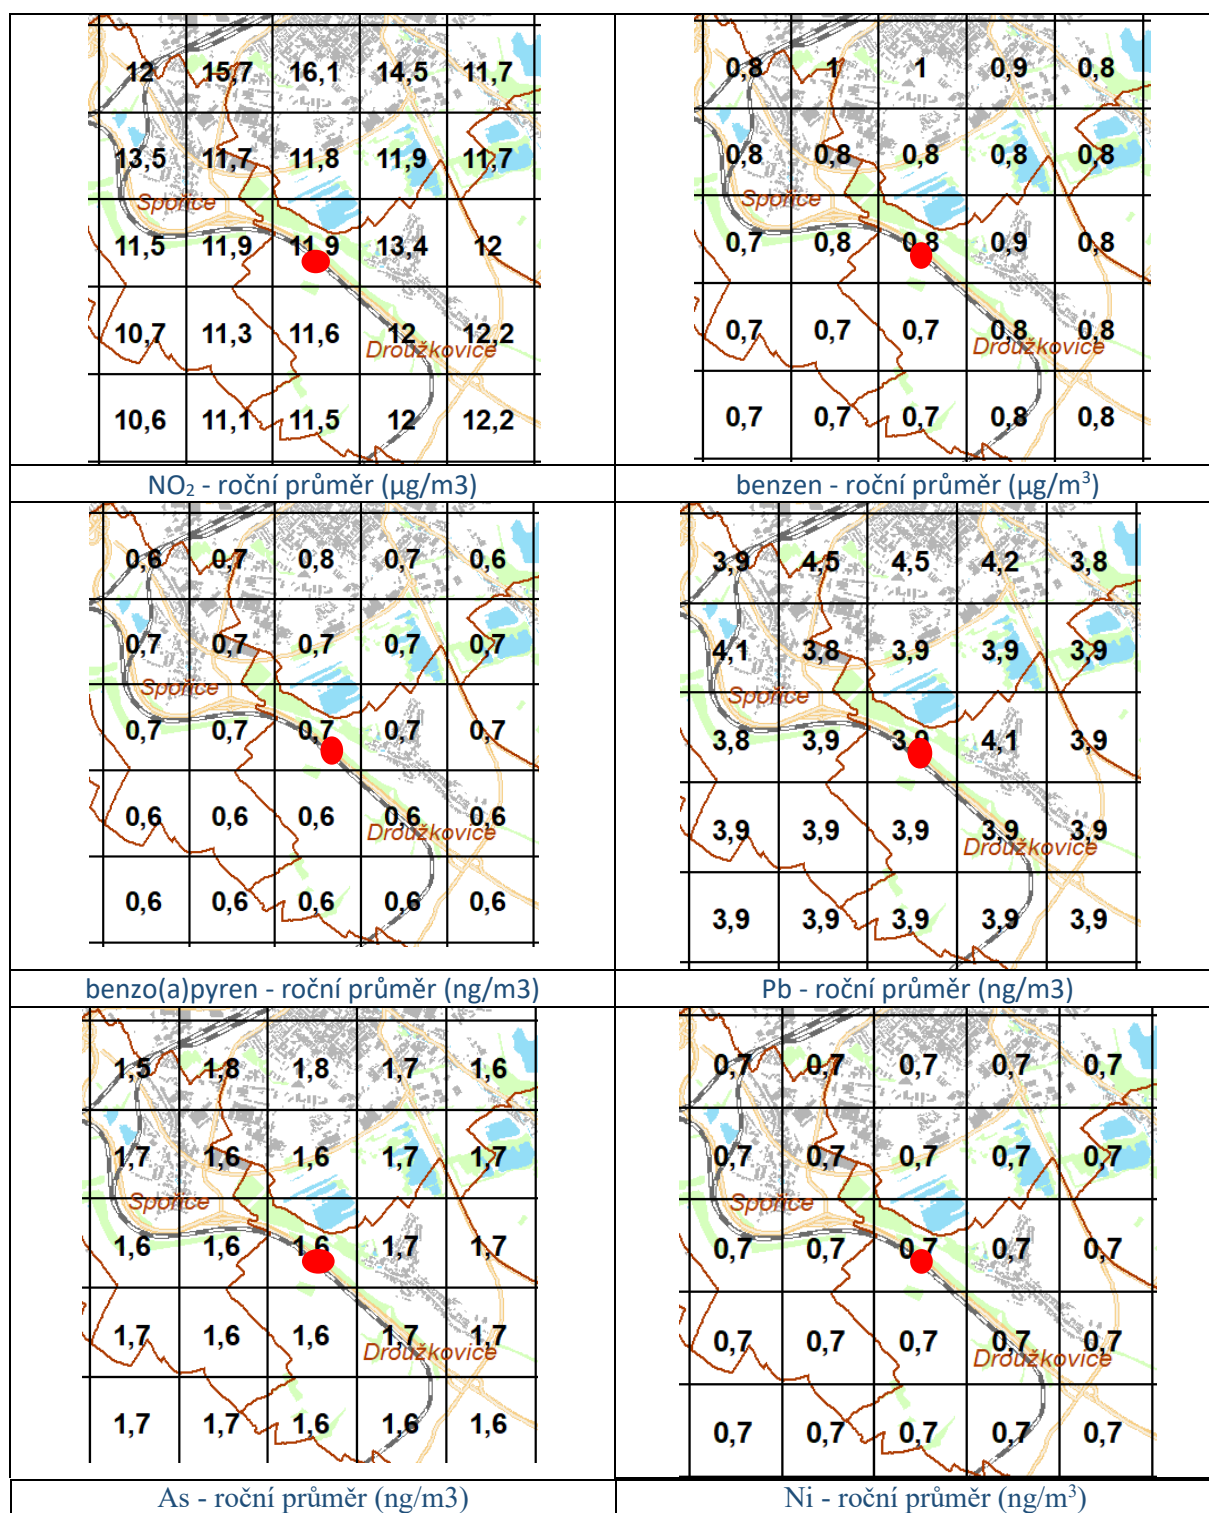 12 15,7 16,1 14,5 11,7
13,5 11,7 11,8 11,9 11,7
Spořice
11,5 11,9 11,9 13,4 12
10,7 11,3 11,6 12 12,2
Droužkovice
10,6 11,1 11,5 12 12,2
NO₂ - roční průměr (µg/m3)
0,8 1 1 0,9 0,8
0,8 0,8 0,8 0,8 0,8
Spořice
0,7 0,8 0,8 0,9 0,8
0,7 0,7 0,7 0,8 0,8
Droužkovice
0,7 0,7 0,7 0,8 0,8
benzen - roční průměr (µg/m³)
0,6 0,7 0,8 0,7 0,6
0,7 0,7 0,7 0,7 0,7
Spořice
0,7 0,7 0,7 0,7 0,7
0,6 0,6 0,6 0,6 0,6
Droužkovice
0,6 0,6 0,6 0,6 0,6
benzo(a)pyren - roční průměr (ng/m3)
3,9 4,5 4,5 4,2 3,8
4,1 3,8 3,9 3,9 3,9
Spořice
3,8 3,9 3,9 4,1 3,9
3,9 3,9 3,9 3,9 3,9
Droužkovice
3,9 3,9 3,9 3,9 3,9
Pb - roční průměr (ng/m3)
1,5 1,8 1,8 1,7 1,6
1,7 1,6 1,6 1,7 1,7
Spořice
1,6 1,6 1,6 1,7 1,7
1,7 1,6 1,6 1,7 1,7
Droužkovice
1,7 1,7 1,6 1,6 1,6
As - roční průměr (ng/m3)
0,7 0,7 0,7 0,7 0,7
0,7 0,7 0,7 0,7 0,7
Spořice
0,7 0,7 0,7 0,7 0,7
0,7 0,7 0,7 0,7 0,7
Droužkovice
0,7 0,7 0,7 0,7 0,7
Ni - roční průměr (ng/m³)